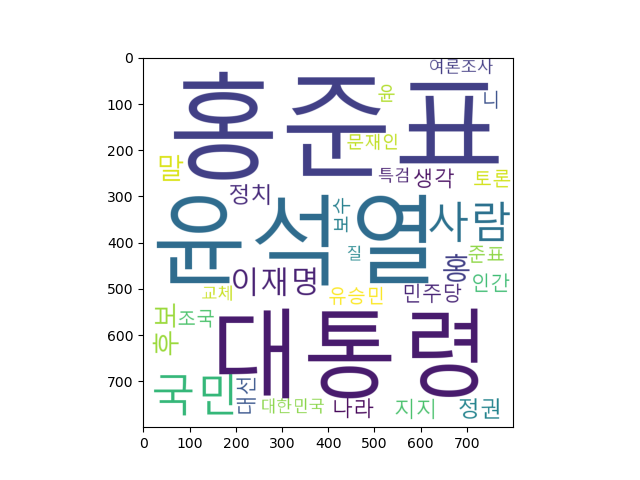 여론조사
홍준표
윤
니
문재인
말
특검
생각
토론
정치
보수
윤석열
사람
질
준표
홍
이재명
인간
교체
유승민
민주당
후보
조국
대통령
국민
대선
대한민국
나라
지지
정권
0
100
200
300
400
500
600
700
0
100
200
300
400
500
600
700